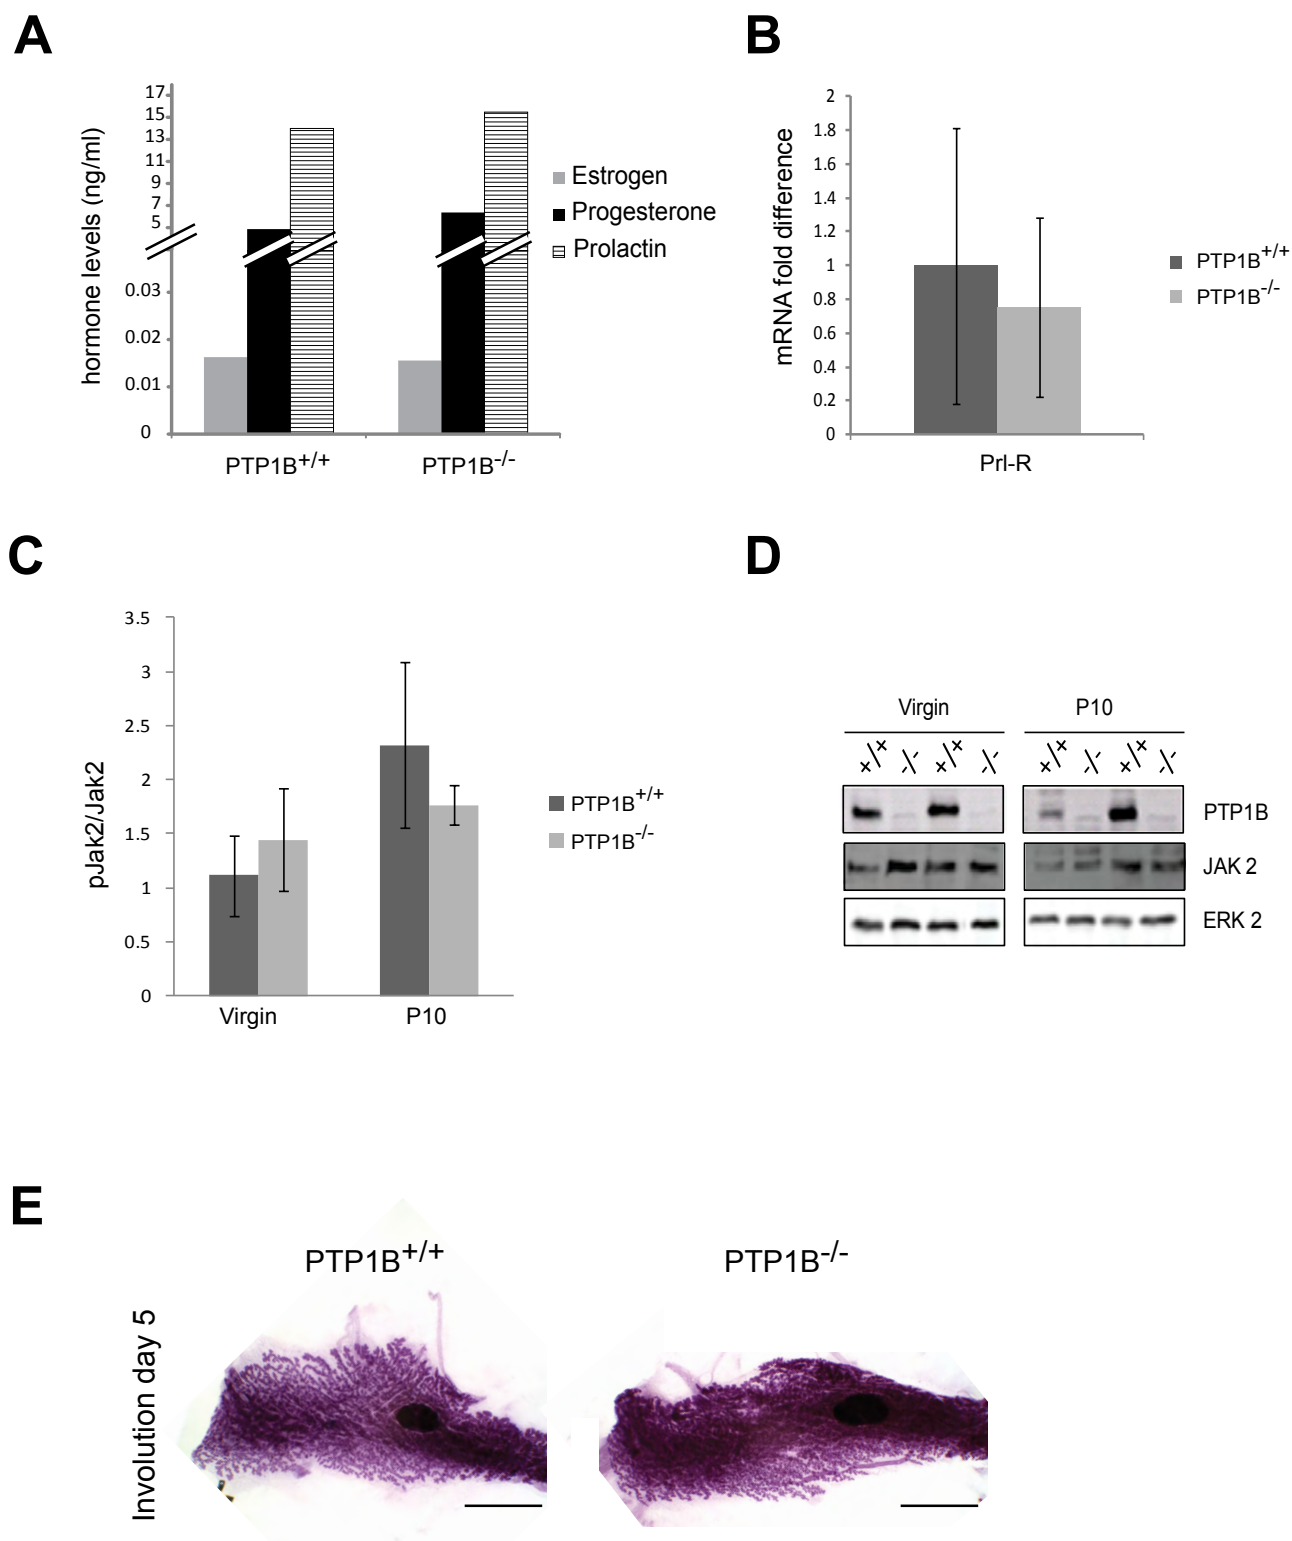 A
hormone levels (ng/ml)
17
15
13
11
9
7
5
0.03
0.02
0.01
0
PTP1B+/+
PTP1B-/-
Estrogen
Progesterone
Prolactin
B
mRNA fold difference
2
1.8
1.6
1.4
1.2
1
0.8
0.6
0.4
0.2
0
Prl-R
PTP1B+/+
PTP1B-/-
C
pJak2/Jak2
3.5
3
2.5
2
1.5
1
0.5
0
Virgin
P10
PTP1B+/+
PTP1B-/-
D
Virgin
P10
+/+ -/- +/+ -/-
+/+ -/- +/+ -/-
PTP1B
JAK 2
ERK 2
E
PTP1B+/+
PTP1B-/-
Involution day 5